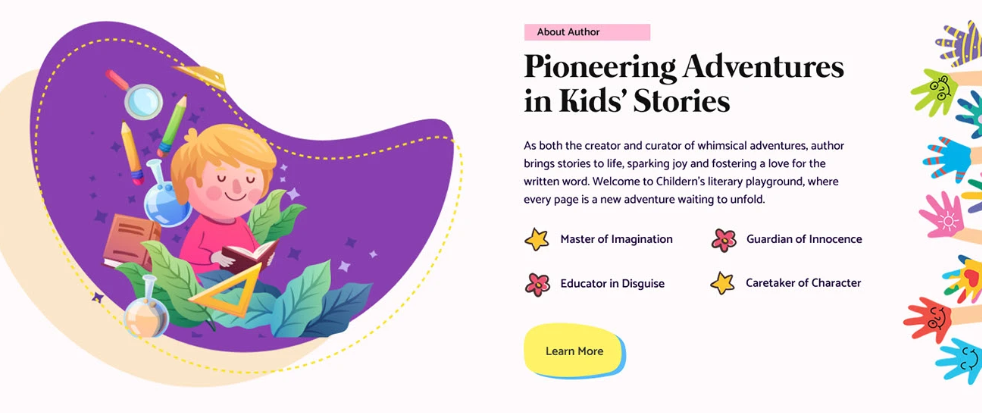 About Author
Pioneering Adventures
in Kids' Stories
As both the creator and curator of whimsical adventures, author
brings stories to life, sparking joy and fostering a love for the
written word. Welcome to Childern's literary playground, where
every page is a new adventure waiting to unfold.
Master of Imagination
Guardian of Innocence
Educator in Disguise
Caretaker of Character
Learn More